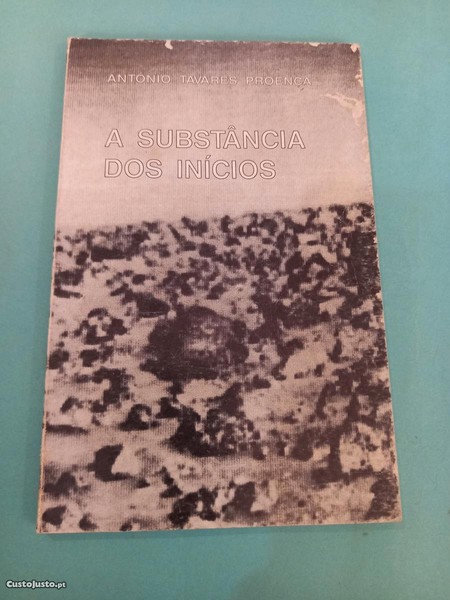 ANTÓNIO TAVARES PROENÇA
A SUBSTÂNCIA
DOS INÍCIOS
CustoJusto.pt